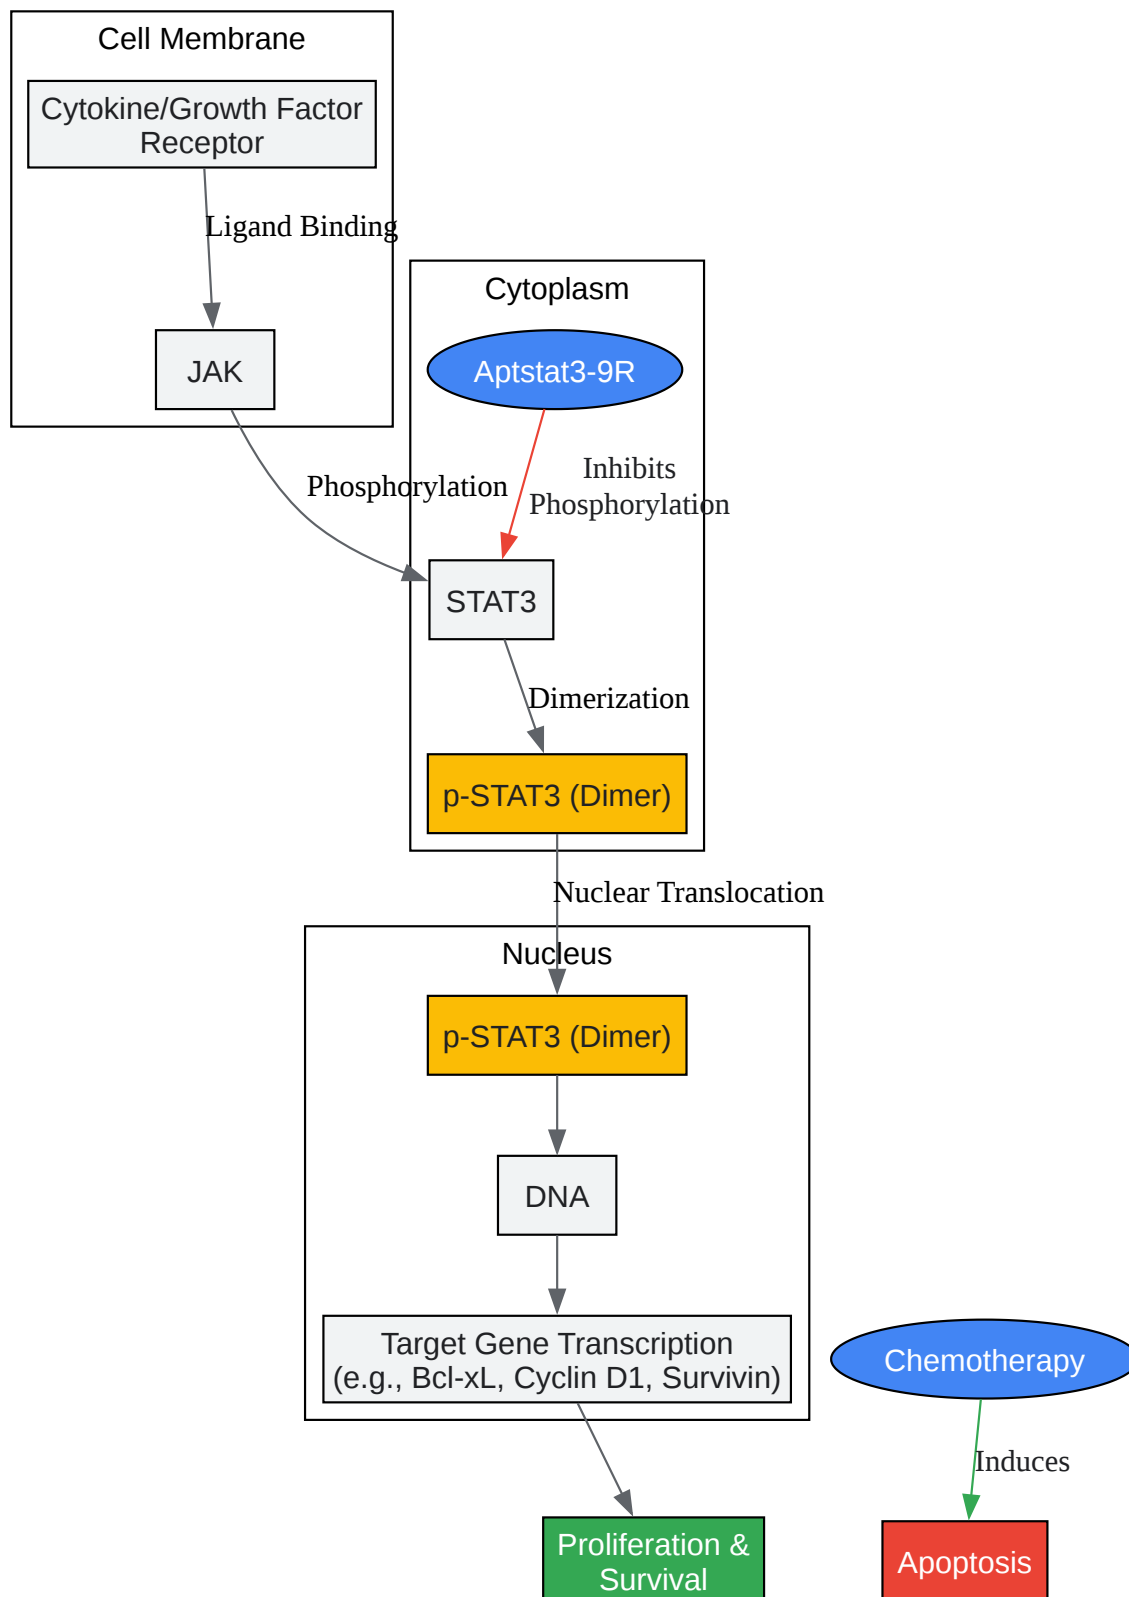 Cell Membrane
Cytokine/Growth Factor
Receptor
Ligand Binding
JAK
Cytoplasm
Aptstat3-9R
Phosphorylation
Inhibits
Phosphorylation
STAT3
Dimerization
p-STAT3 (Dimer)
Nuclear Translocation
Nucleus
p-STAT3 (Dimer)
DNA
Target Gene Transcription
(e.g., Bcl-xL, Cyclin D1, Survivin)
Chemotherapy
Induces
Proliferation &
Survival
Apoptosis